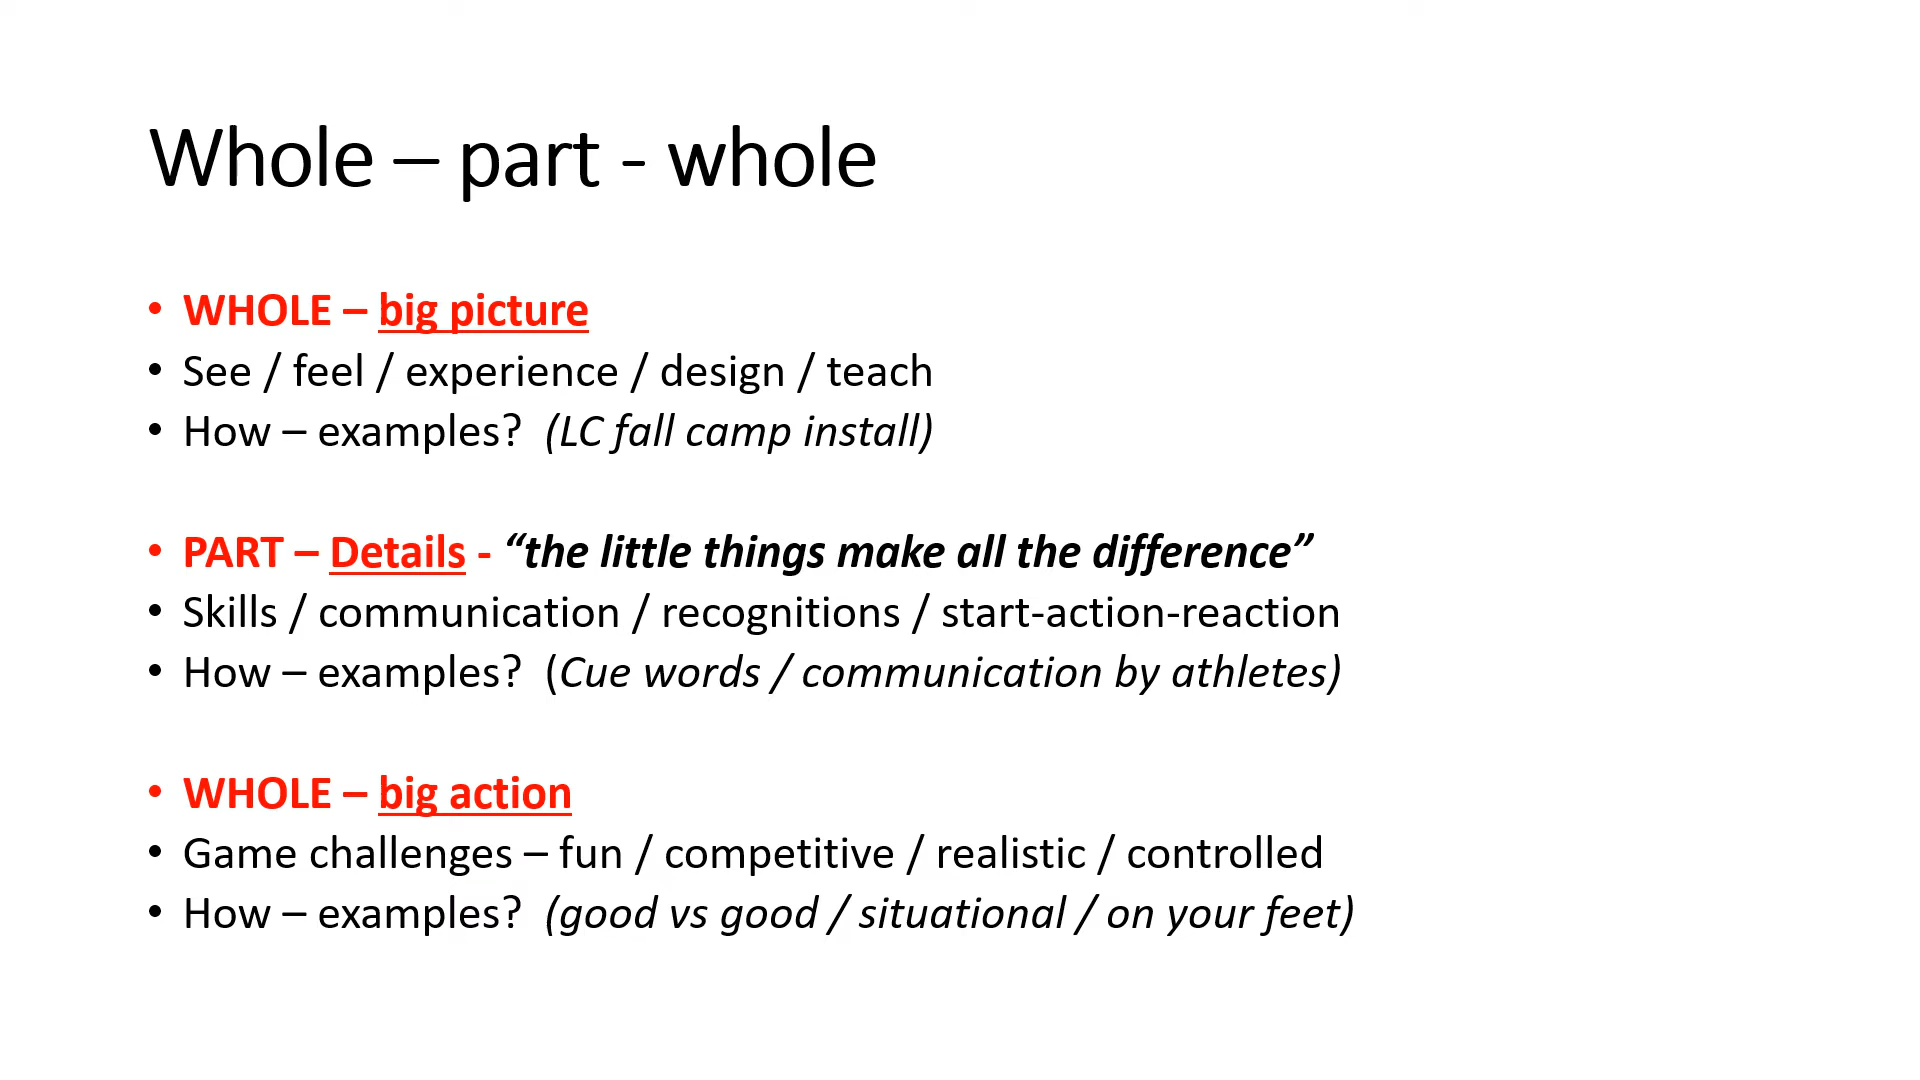 Whole – part - whole
• WHOLE – big picture
• See / feel / experience / design / teach
• How – examples?  (LC fall camp install)
• PART – Details - “the little things make all the difference”
• Skills / communication / recognitions / start-action-reaction
• How – examples?  (Cue words / communication by athletes)
• WHOLE – big action
• Game challenges – fun / competitive / realistic / controlled
• How – examples?  (good vs good / situational / on your feet)